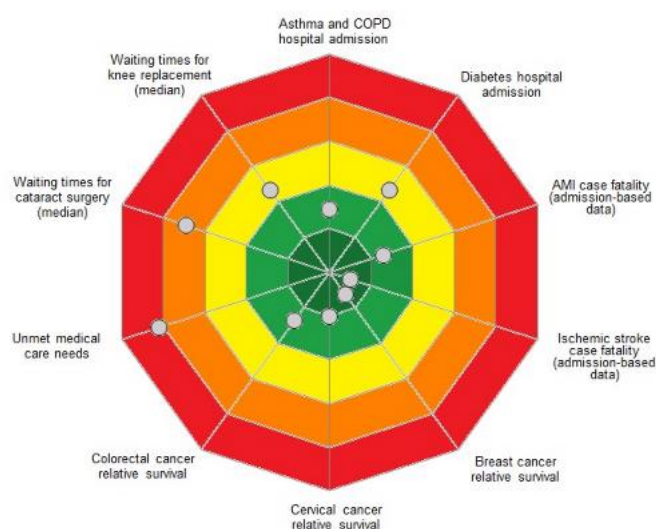 Asthma and COPD
hospital admission
Diabetes hospital
admission
AMI case fatality
(admission-based
data)
Ischemic stroke
case fatality
(admission-based
data)
Breast cancer
relative survival
Cervical cancer
relative survival
Colorectal cancer
relative survival
Unmet medical
care needs
Waiting times for
cataract surgery
(median)
Waiting times for
knee replacement
(median)